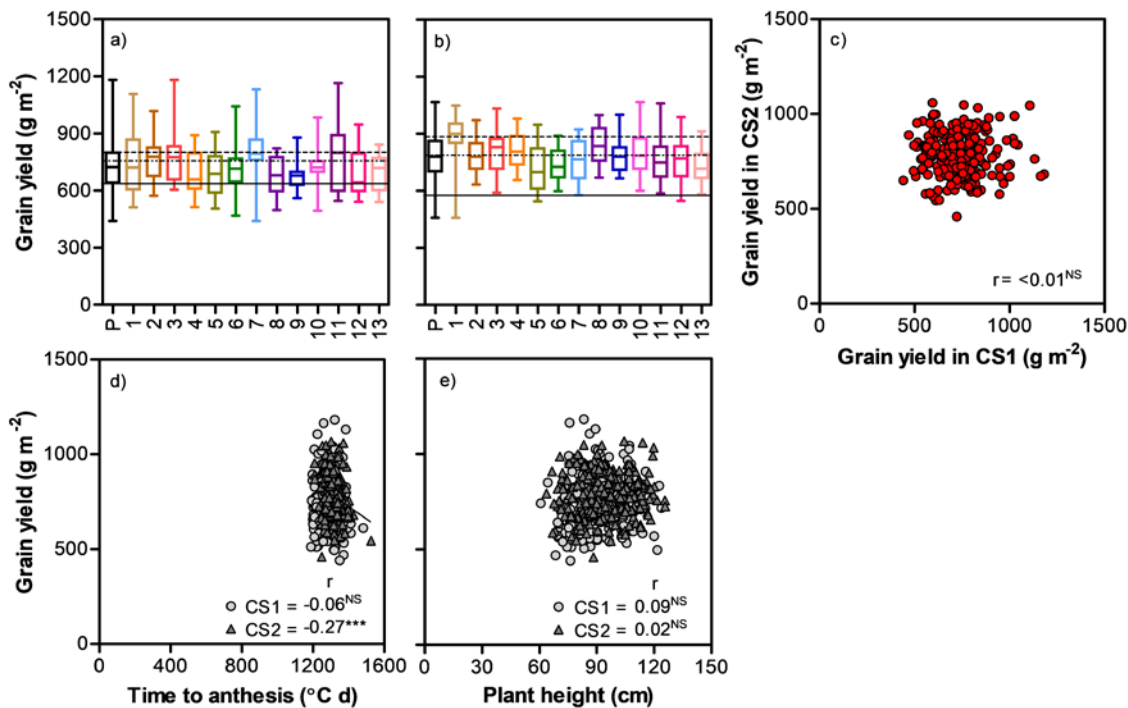 a)
Grain yield (g m⁻²)
1500
1200
900
600
300
0
P 1 2 3 4 5 6 7 8 9 10 11 12 13
b)
P 1 2 3 4 5 6 7 8 9 10 11 12 13
c)
Grain yield in CS2 (g m⁻²)
1500
1000
500
0
r= <0.01ᴺˢ
0 500 1000 1500
Grain yield in CS1 (g m⁻²)
d)
Grain yield (g m⁻²)
1500
1000
500
0
r
CS1 = -0.06ᴺˢ
CS2 = -0.27***
0 400 800 1200 1600
Time to anthesis (°C d)
e)
r
CS1 = 0.09ᴺˢ
CS2 = 0.02ᴺˢ
0 30 60 90 120 150
Plant height (cm)